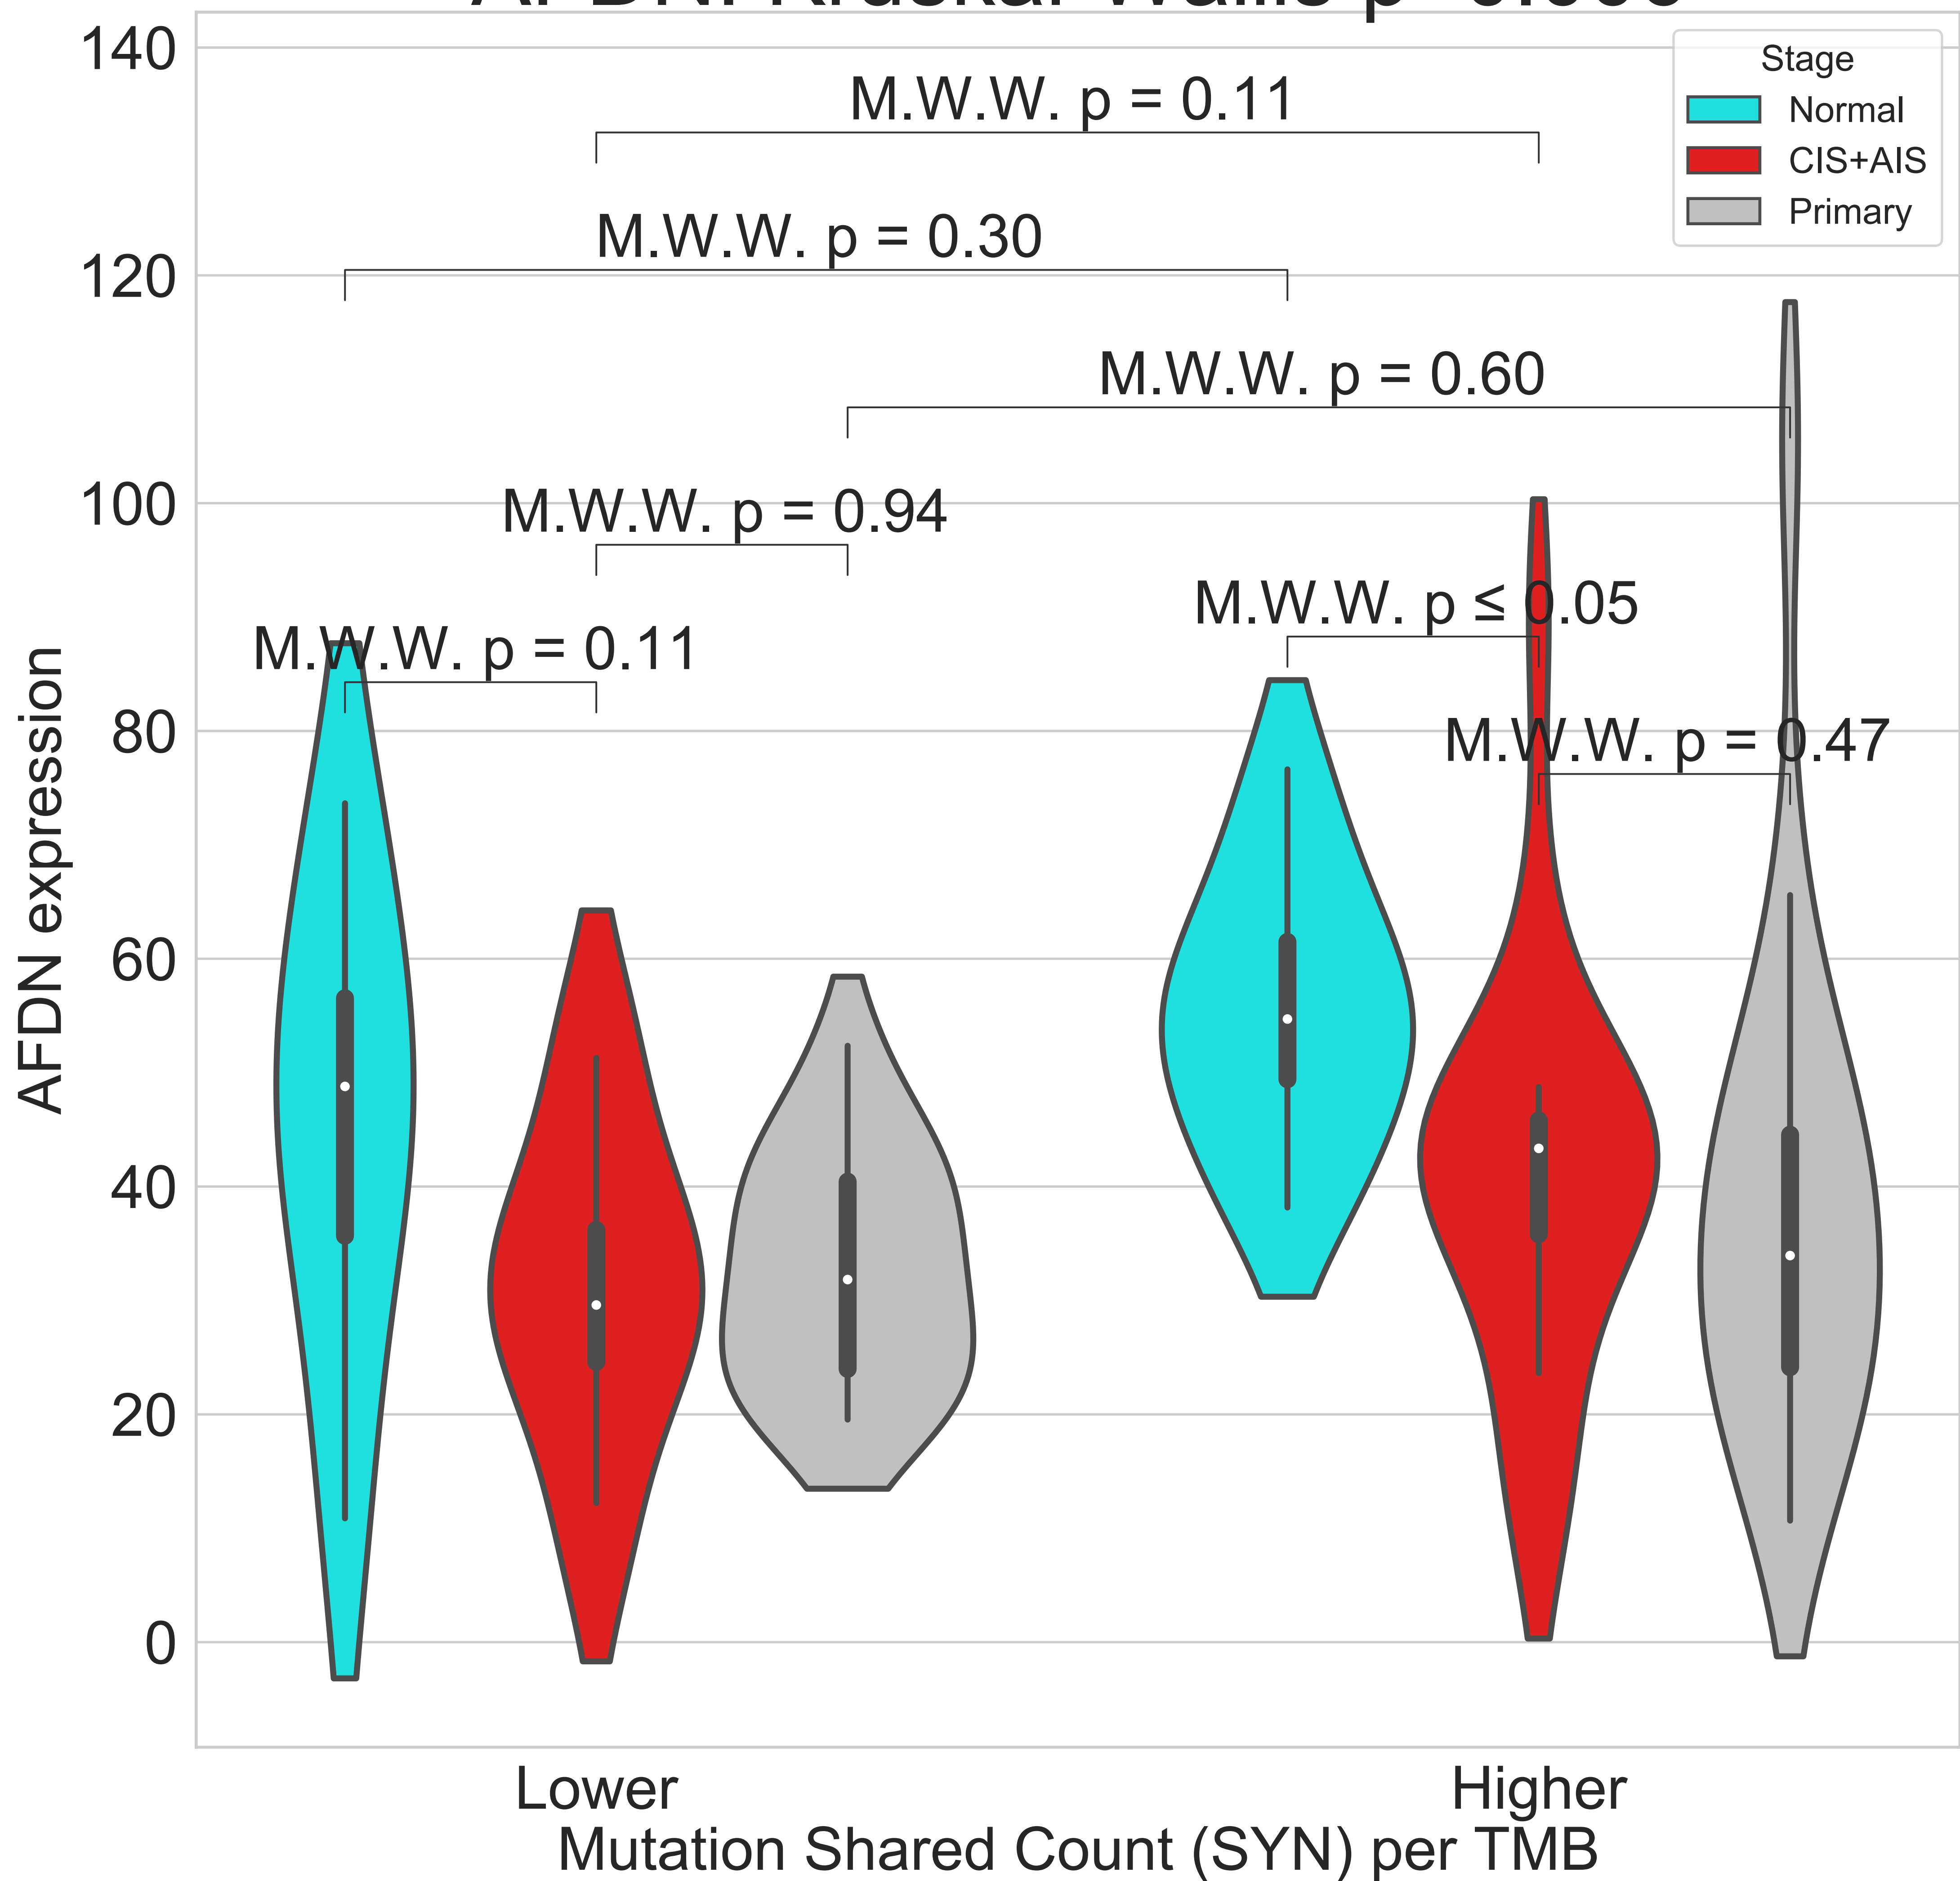 140
120
100
80
60
40
20
0
AFDN expression
M.W.W. p = 0.11
M.W.W. p = 0.30
M.W.W. p = 0.60
M.W.W. p = 0.94
M.W.W. p ≤ 0.05
M.W.W. p = 0.11
M.W.W. p = 0.47
Stage
Normal
CIS+AIS
Primary
Lower
Higher
Mutation Shared Count (SYN) per TMB